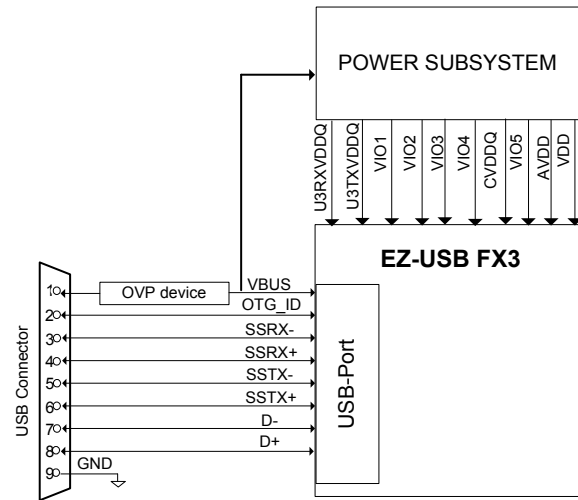 POWER SUBSYSTEM
U3RXVDDQ
U3TXVDDQ
VIO1
VIO2
VIO3
VIO4
CVDDQ
VIO5
AVDD
VDD
EZ-USB FX3
USB Connector
1
OVP device
VBUS
2
OTG_ID
3
SSRX-
4
SSRX+
5
SSTX-
6
SSTX+
7
D-
8
D+
9
GND
USB-Port